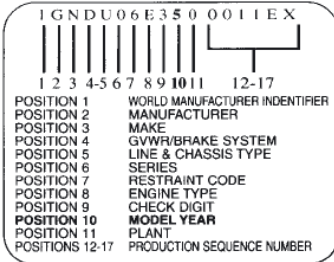 1GNDU06E350 0011EX
1 2 3 4-5 6 7 8 9 10 11 12-17
POSITION 1 WORLD MANUFACTURER INDENTIFIER
POSITION 2 MANUFACTURER
POSITION 3 MAKE
POSITION 4 GVWR/BRAKE SYSTEM
POSITION 5 LINE & CHASSIS TYPE
POSITION 6 SERIES
POSITION 7 RESTRAINT CODE
POSITION 8 ENGINE TYPE
POSITION 9 CHECK DIGIT
POSITION 10 MODEL YEAR
POSITION 11 PLANT
POSITIONS 12-17 PRODUCTION SEQUENCE NUMBER